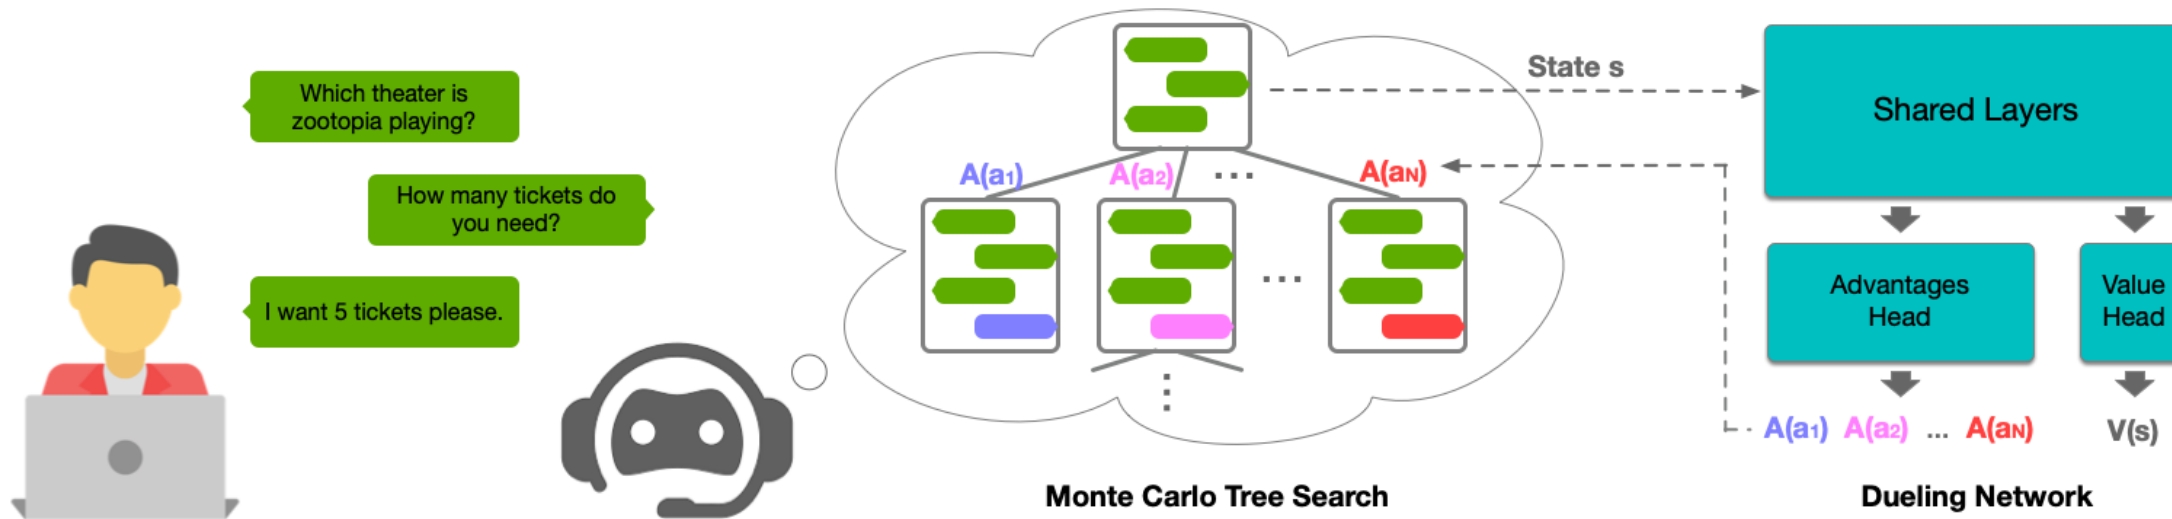 Which theater is
zootopia playing?
How many tickets do
you need?
I want 5 tickets please.
A(a1) A(a2) ... A(aN)
...
State s
Monte Carlo Tree Search
Shared Layers
Advantages
Head
Value
Head
A(a1) A(a2) ... A(aN)
V(s)
Dueling Network